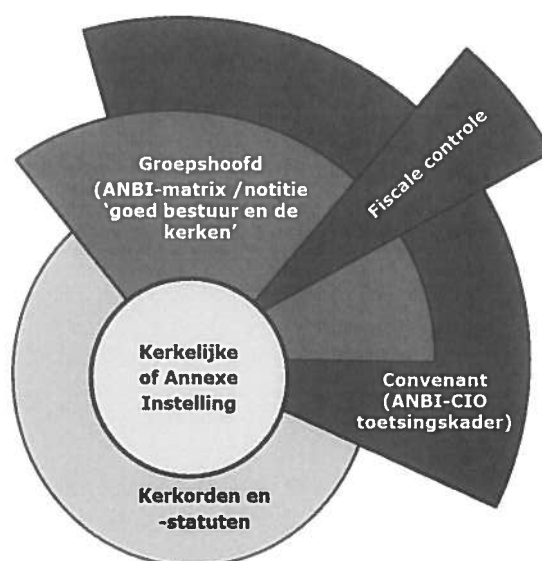 Groepshoofd
(ANBI-matrix /notitie
‘goed bestuur en de
kerken’
Fiscale controle
Kerkelijke
of Annexe
Instelling
Convenant
(ANBI-CIO
toetsingskader)
Kerkorden en
-statuten